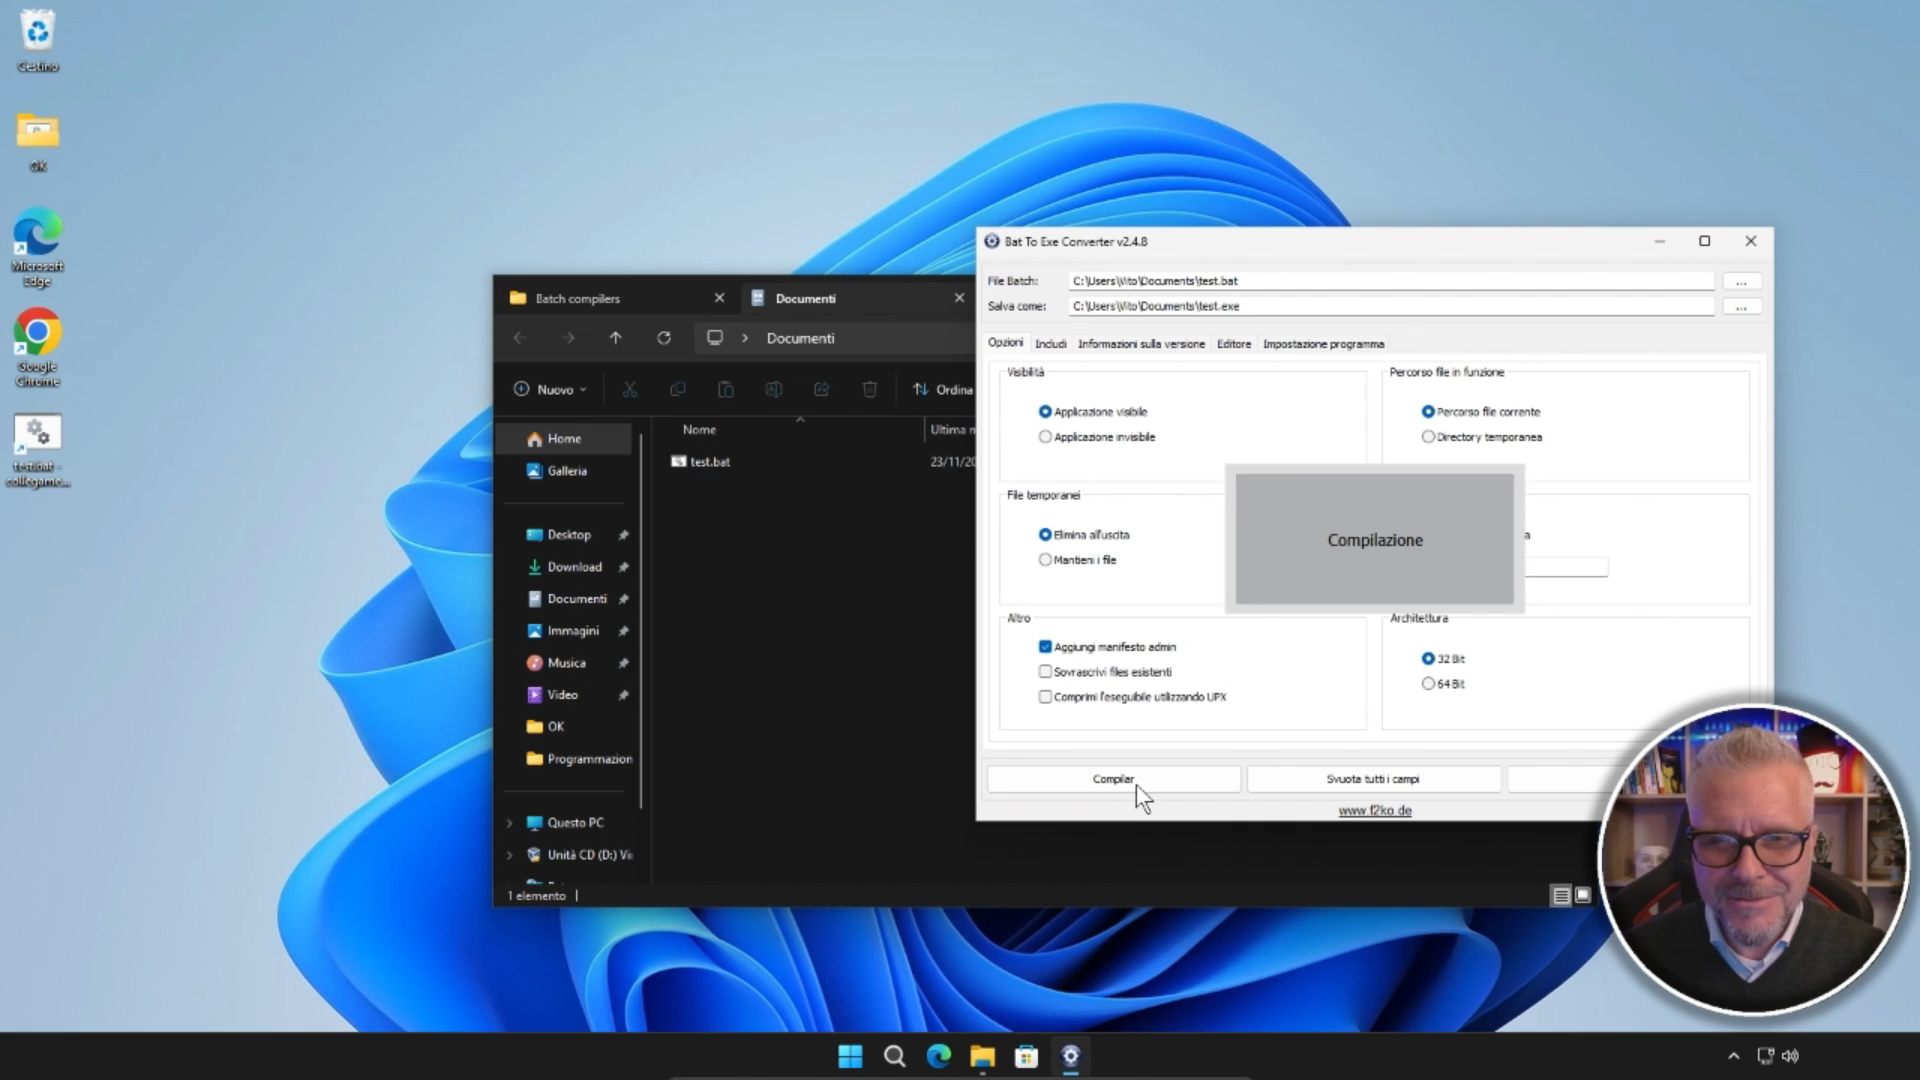 Cestino
OK
Microsoft
Edge
Google
Chrome
test.bat -
collegame...
Batch compilers
Documenti
Documenti
Nuovo
Ordina
Home
Galleria
Desktop
Download
Documenti
Immagini
Musica
Video
OK
Programmazion
Questo PC
Unità CD (D:) Vi
Nome
Ultima m
test.bat
23/11/20
1 elemento
Bat To Exe Converter v2.4.8
File Batch:
C:\Users\Vito\Documents\test.bat
...
Salva come:
C:\Users\Vito\Documents\test.exe
...
Opzioni
Includi
Informazioni sulla versione
Editore
Impostazione programma
Visibilità
Applicazione visibile
Applicazione invisibile
Percorso file in funzione
Percorso file corrente
Directory temporanea
File temporanei
Elimina all'uscita
Mantieni i file
a
Compilazione
Altro
Aggiungi manifesto admin
Sovrascrivi files esistenti
Comprimi l'eseguibile utilizzando UPX
Architettura
32 Bit
64 Bit
Compilar
Svuota tutti i campi
www.f2ko.de